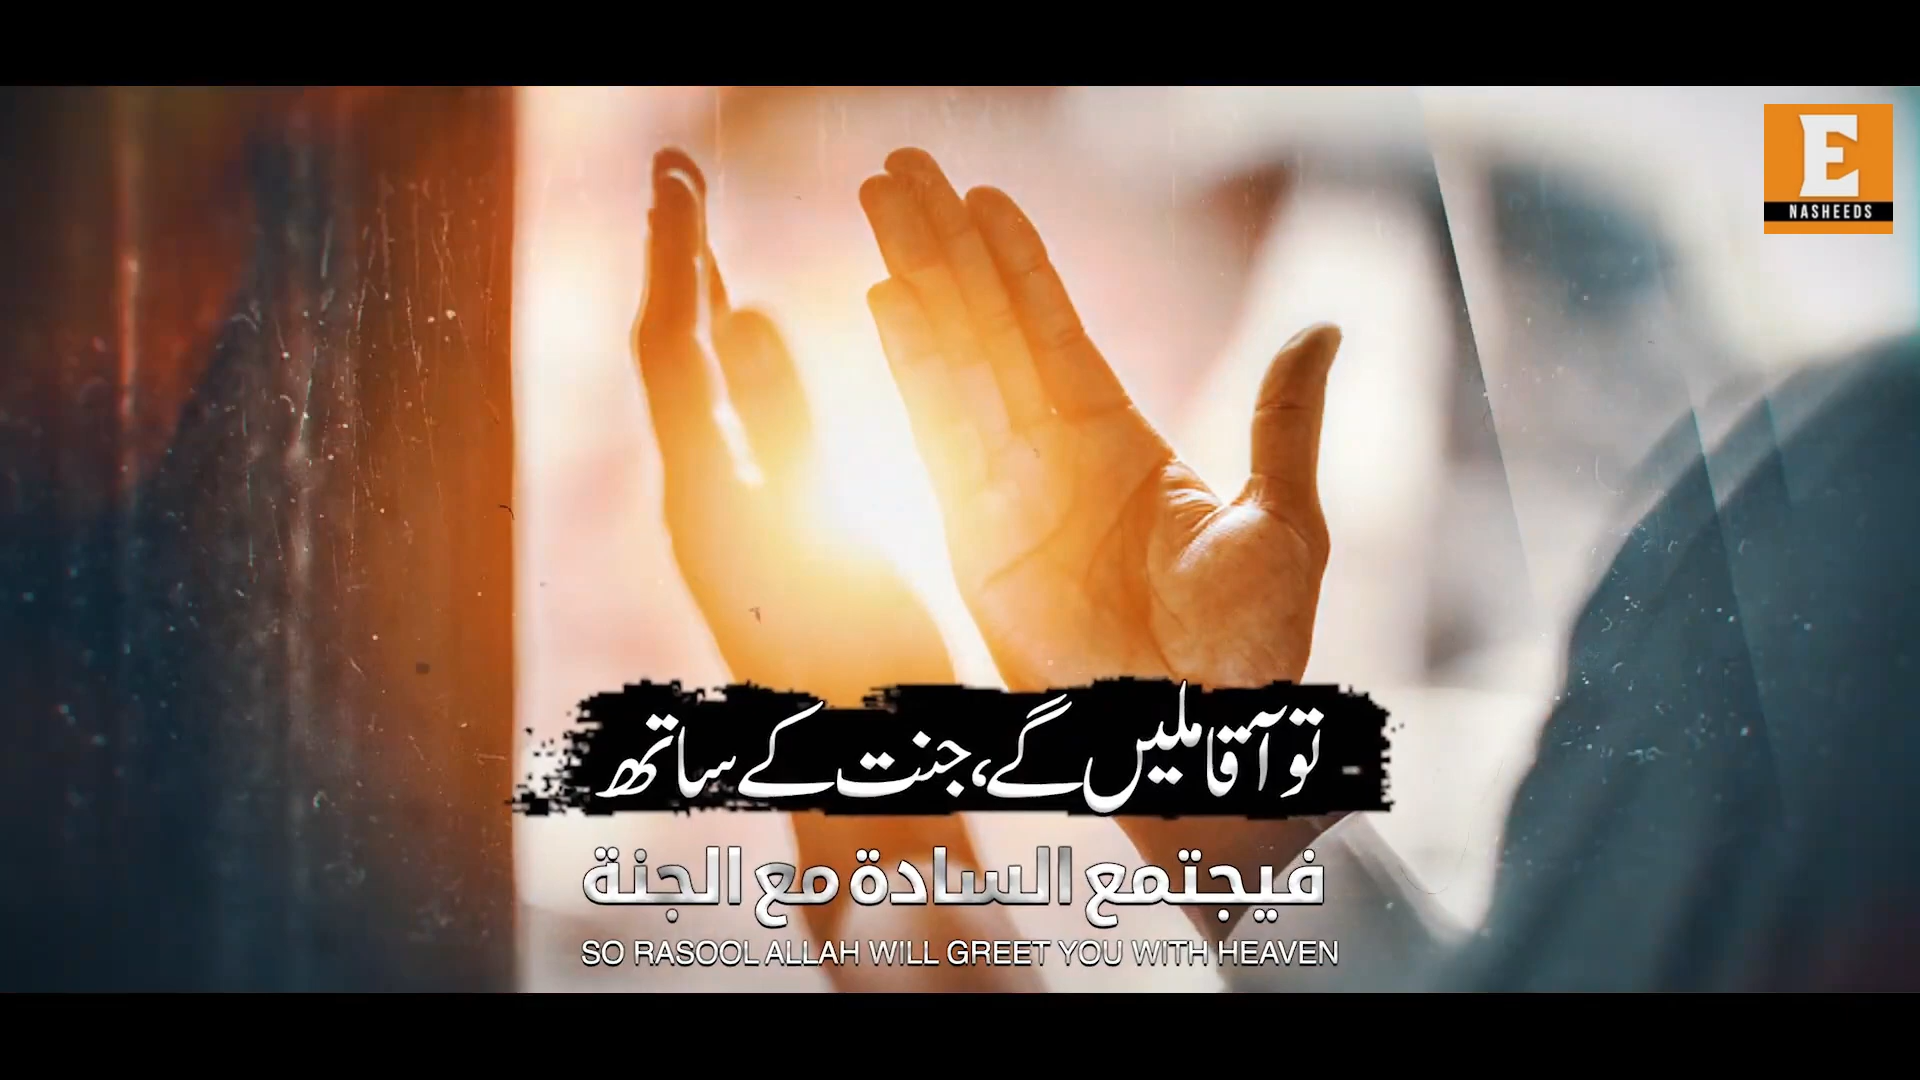 E
NASHEEDS
تو آقا ملیں گے، جنت کے ساتھ
فيجتمع السادة مع الجنة
SO RASOOL ALLAH WILL GREET YOU WITH HEAVEN